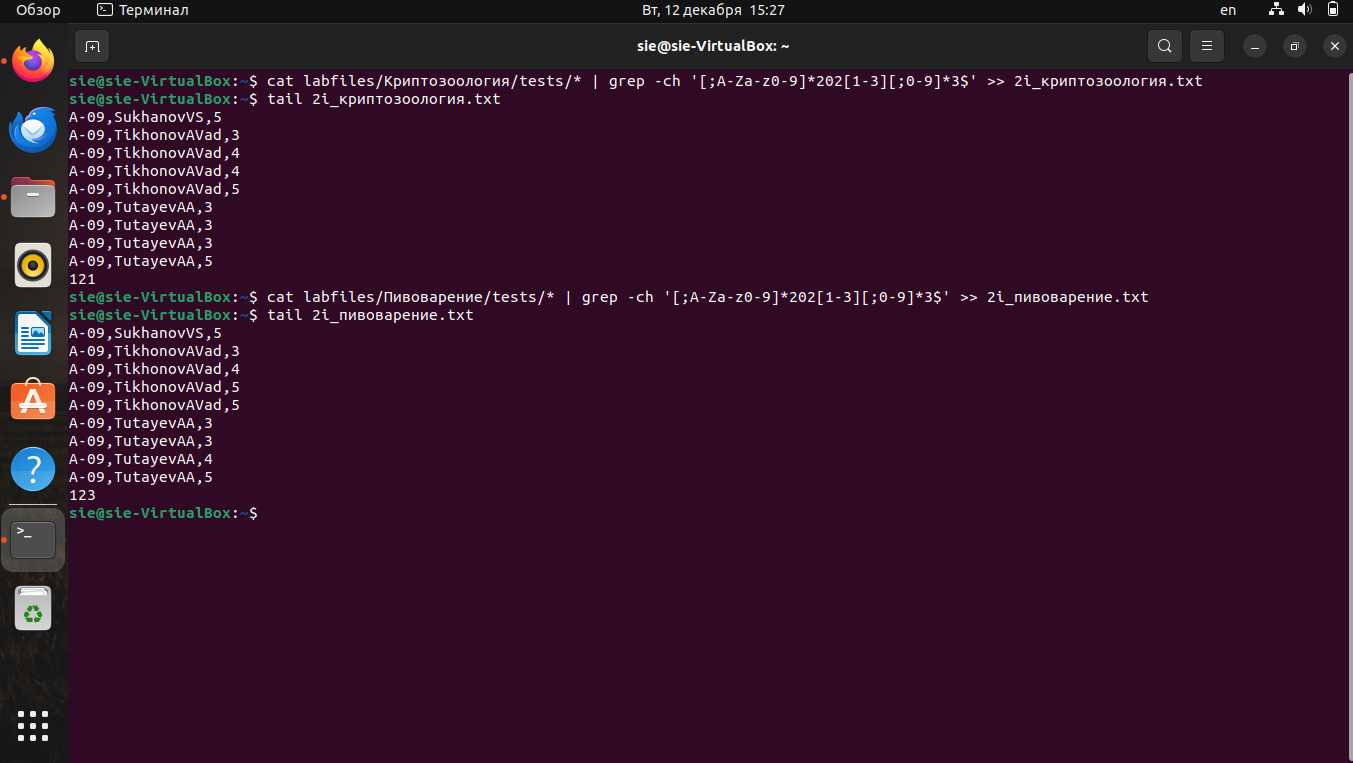 Обзор Терминал Вт, 12 декабря 15:27 en
sie@sie-VirtualBox: ~
sie@sie-VirtualBox:~$ cat labfiles/Криптозоология/tests/* | grep -ch '[;A-Za-z0-9]*202[1-3][;0-9]*3$' >> 2i_криптозоология.txt
sie@sie-VirtualBox:~$ tail 2i_криптозоология.txt
A-09,SukhanovVS,5
A-09,TikhonovAVad,3
A-09,TikhonovAVad,4
A-09,TikhonovAVad,4
A-09,TikhonovAVad,5
A-09,TutayevAA,3
A-09,TutayevAA,3
A-09,TutayevAA,3
A-09,TutayevAA,5
121
sie@sie-VirtualBox:~$ cat labfiles/Пивоварение/tests/* | grep -ch '[;A-Za-z0-9]*202[1-3][;0-9]*3$' >> 2i_пивоварение.txt
sie@sie-VirtualBox:~$ tail 2i_пивоварение.txt
A-09,SukhanovVS,5
A-09,TikhonovAVad,3
A-09,TikhonovAVad,4
A-09,TikhonovAVad,5
A-09,TikhonovAVad,5
A-09,TutayevAA,3
A-09,TutayevAA,3
A-09,TutayevAA,4
A-09,TutayevAA,5
123
sie@sie-VirtualBox:~$